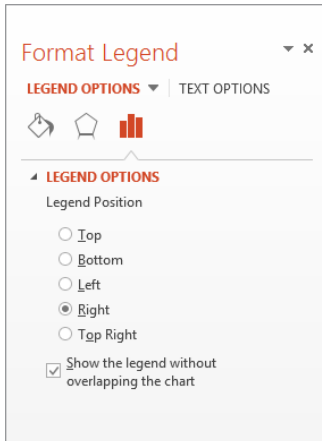 Format Legend
LEGEND OPTIONS TEXT OPTIONS
LEGEND OPTIONS
Legend Position
Top
Bottom
Left
Right
Top Right
Show the legend without
overlapping the chart